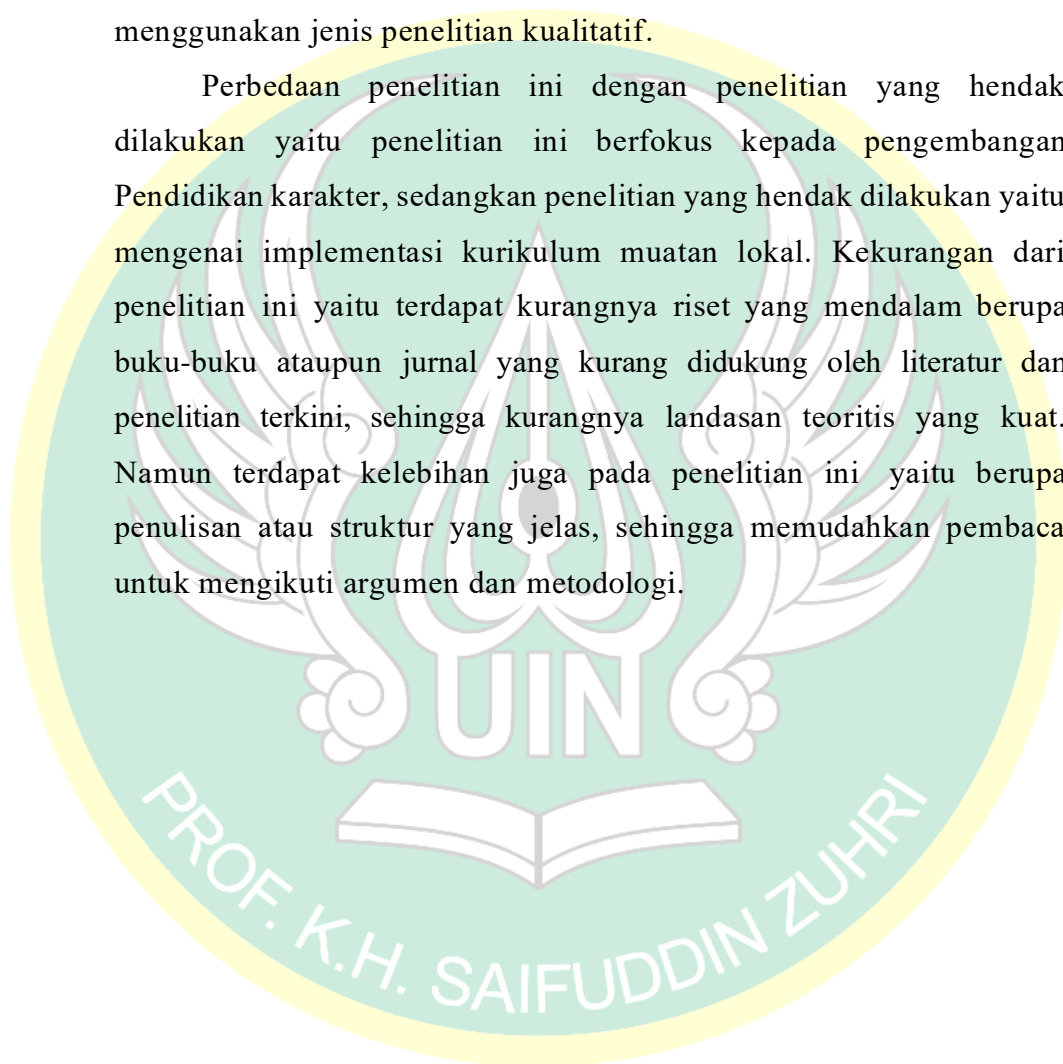 menggunakan jenis penelitian kualitatif.
Perbedaan penelitian ini dengan penelitian yang hendak
dilakukan yaitu penelitian ini berfokus kepada pengembangan
Pendidikan karakter, sedangkan penelitian yang hendak dilakukan yaitu
mengenai implementasi kurikulum muatan lokal. Kekurangan dari
penelitian ini yaitu terdapat kurangnya riset yang mendalam berupa
buku-buku ataupun jurnal yang kurang didukung oleh literatur dan
penelitian terkini, sehingga kurangnya landasan teoritis yang kuat.
Namun terdapat kelebihan juga pada penelitian ini yaitu berupa
penulisan atau struktur yang jelas, sehingga memudahkan pembaca
untuk mengikuti argumen dan metodologi.
UIN
PROF. K.H. SAIFUDDIN ZUHRI